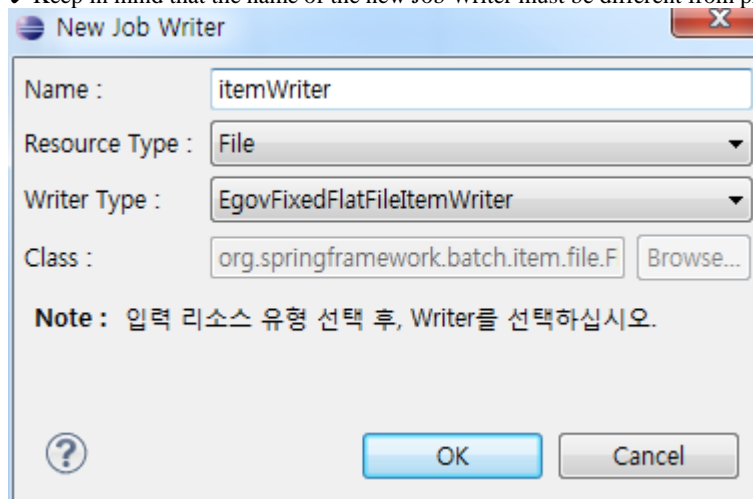 Keep in mind that the name of the new Job Writer must be different from p
New Job Writer
Name : itemWriter
Resource Type : File
Writer Type : EgovFixedFlatFileItemWriter
Class : org.springframework.batch.item.file.F Browse...
Note : 입력 리소스 유형 선택 후, Writer를 선택하십시오.
?
OK Cancel